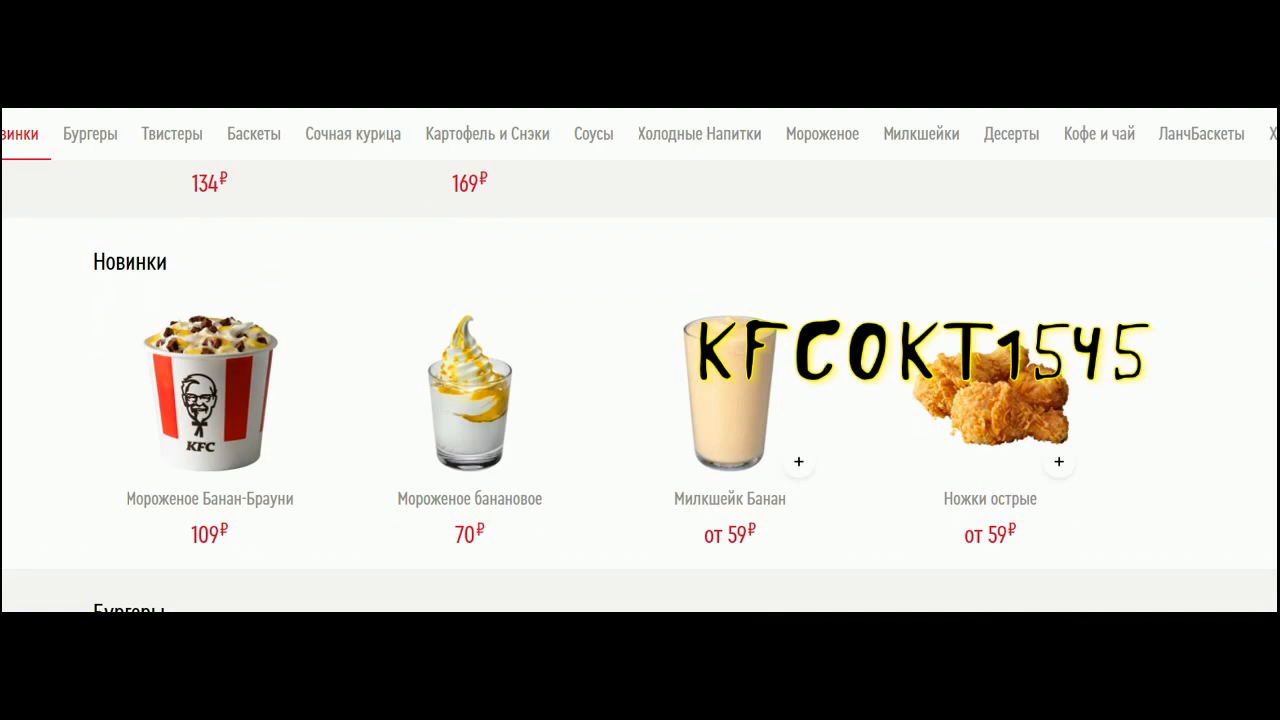 винки Бургеры Твистеры Баскеты Сочная курица Картофель и Снэки Соусы Холодные Напитки Мороженое Милкшейки Десерты Кофе и чай ЛанчБаскеты Х
134₽ 169₽
Новинки
KFCOKT1545
KFC
+ +
Мороженое Банан-Брауни Мороженое банановое Милкшейк Банан Ножки острые
109₽ 70₽ от 59₽ от 59₽
Бургеры